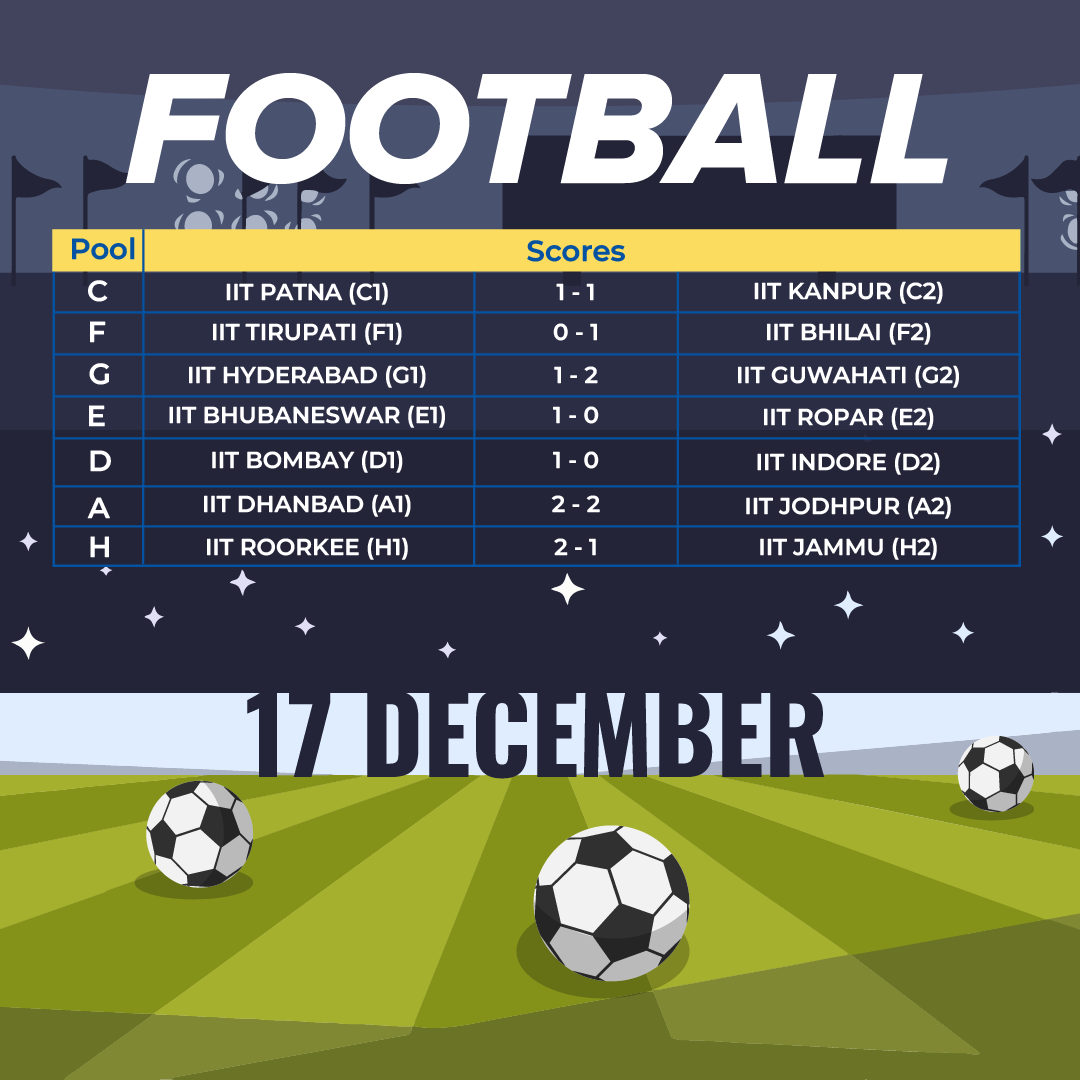 FOOTBALL
Pool Scores
C IIT PATNA (C1) 1 - 1 IIT KANPUR (C2)
F IIT TIRUPATI (F1) 0 - 1 IIT BHILAI (F2)
G IIT HYDERABAD (G1) 1 - 2 IIT GUWAHATI (G2)
E IIT BHUBANESWAR (E1) 1 - 0 IIT ROPAR (E2)
D IIT BOMBAY (D1) 1 - 0 IIT INDORE (D2)
A IIT DHANBAD (A1) 2 - 2 IIT JODHPUR (A2)
H IIT ROORKEE (H1) 2 - 1 IIT JAMMU (H2)
17 DECEMBER